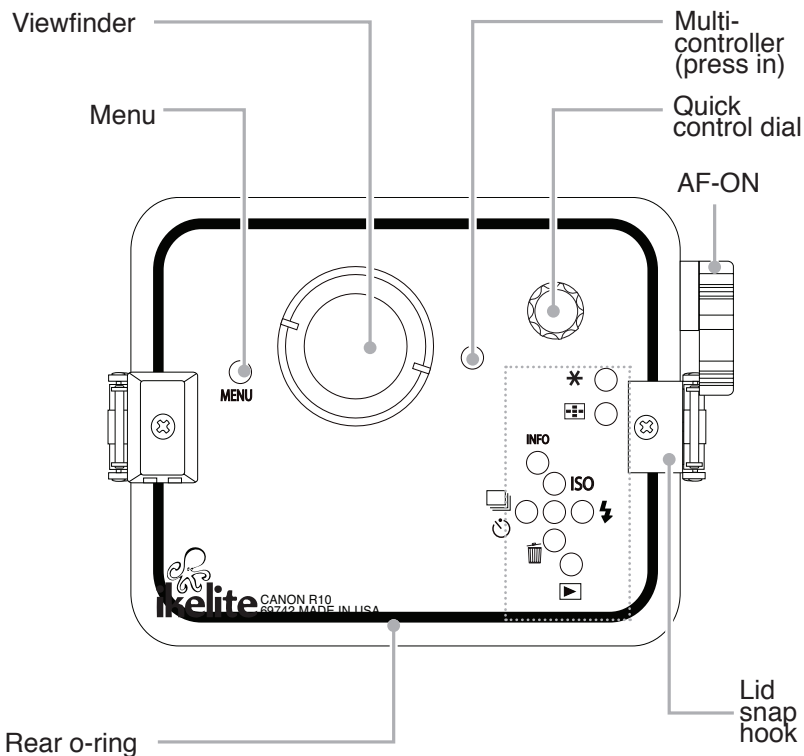 Viewfinder
Multi-
controller
(press in)
Menu
Quick
control dial
AF-ON
MENU
INFO
ISO
ikelite
CANON R10
69742 MADE IN USA
Lid
snap
hook
Rear o-ring